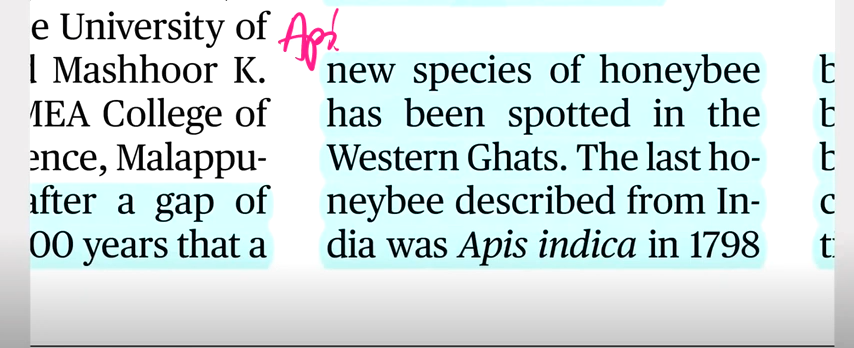 e University of
Mashhoor K.
MEA College of
ence, Malappu-
after a gap of
00 years that a
Api
new species of honeybee
has been spotted in the
Western Ghats. The last ho-
neybee described from In-
dia was Apis indica in 1798